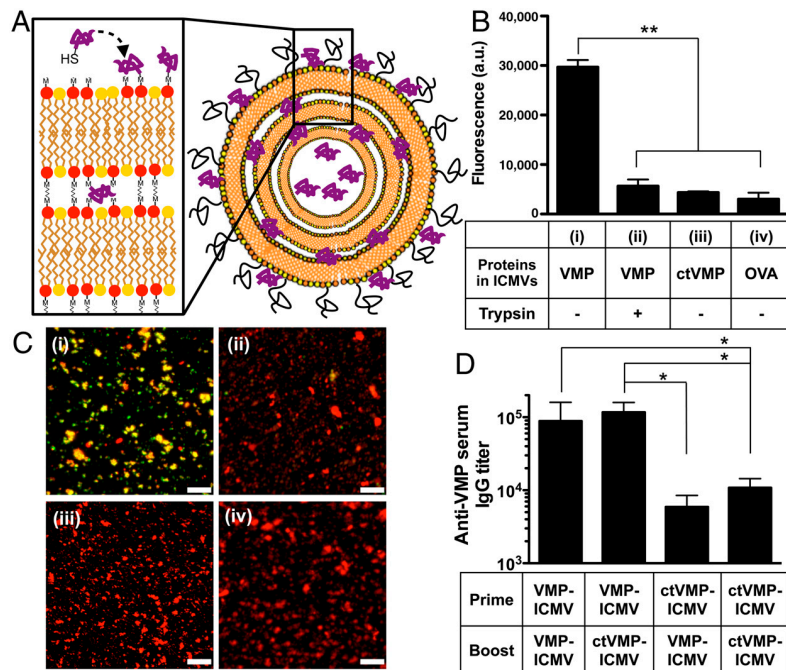 A
HS
M M M M M M M
M M M M M M
M M M M M M
M M M M M
B
Fluorescence (a.u.)
40,000
30,000
20,000
10,000
0
**
(i) (ii) (iii) (iv)
Proteins in ICMVs VMP VMP ctVMP OVA
Trypsin - + - -
C
(i) (ii)
(iii) (iv)
D
Anti-VMP serum
IgG titer
10⁵
10⁴
10³
*
*
*
Prime VMP-ICMV VMP-ICMV ctVMP-ICMV ctVMP-ICMV
Boost VMP-ICMV ctVMP-ICMV VMP-ICMV ctVMP-ICMV